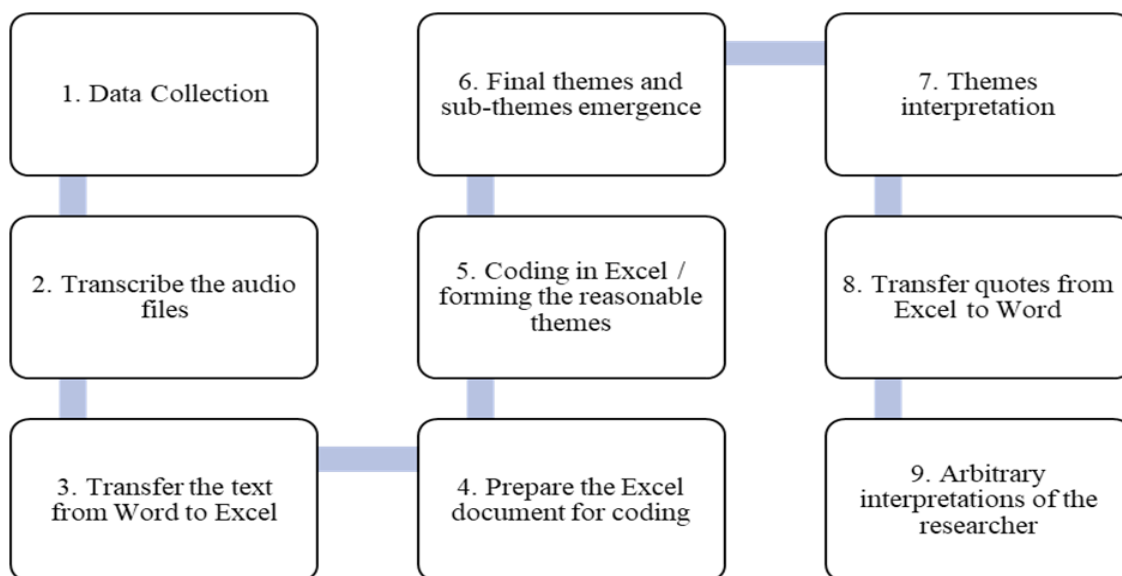 1. Data Collection
2. Transcribe the audio
files
3. Transfer the text
from Word to Excel
4. Prepare the Excel
document for coding
5. Coding in Excel /
forming the reasonable
themes
6. Final themes and
sub-themes emergence
7. Themes
interpretation
8. Transfer quotes from
Excel to Word
9. Arbitrary
interpretations of the
researcher